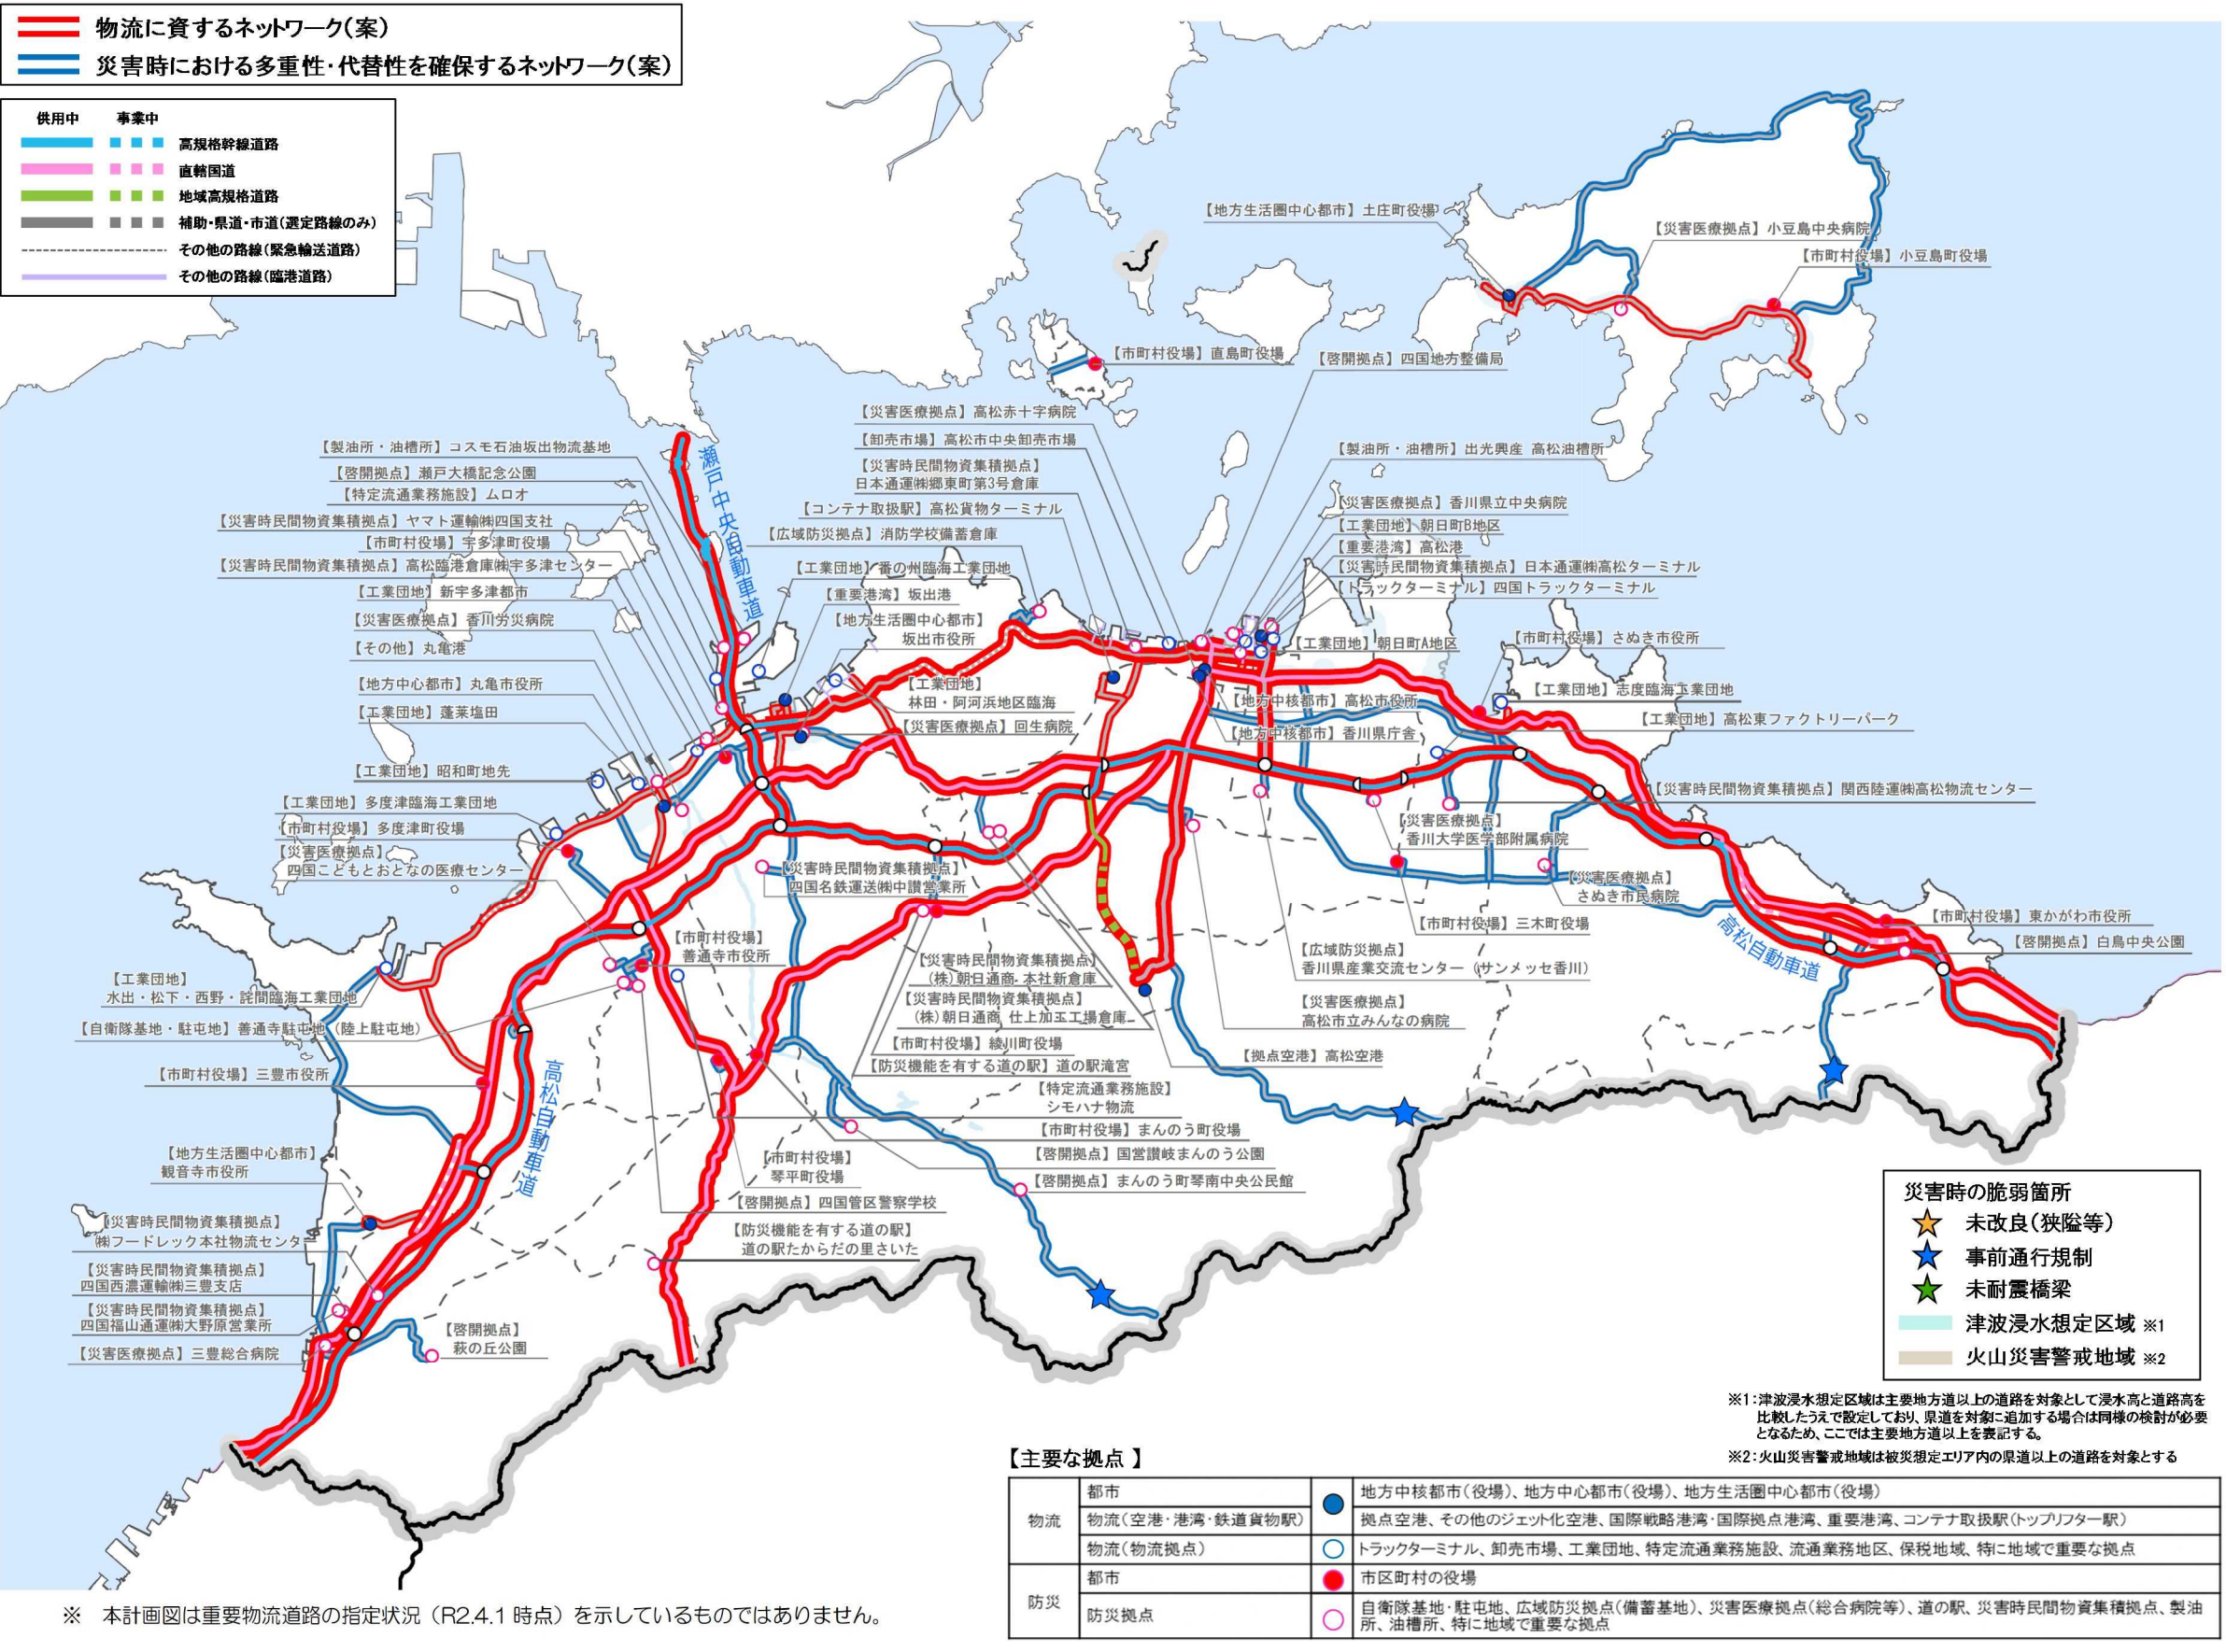 物流に資するネットワーク(案)
災害時における多重性・代替性を確保するネットワーク(案)
供用中 事業中
高規格幹線道路
直轄国道
地域高規格道路
補助・県道・市道(選定路線のみ)
その他の路線(緊急輸送道路)
その他の路線(臨港道路)
【地方生活圏中心都市】土庄町役場
【災害医療拠点】小豆島中央病院
【市町村役場】小豆島町役場
【市町村役場】直島町役場
【啓開拠点】四国地方整備局
【災害医療拠点】高松赤十字病院
【卸売市場】高松市中央卸売市場
【災害時民間物資集積拠点】
日本通運㈱郷東町第3号倉庫
【コンテナ取扱駅】高松貨物ターミナル
【広域防災拠点】消防学校備蓄倉庫
【工業団地】番の州臨海工業団地
【重要港湾】坂出港
【地方生活圏中心都市】
坂出市役所
【製油所・油槽所】コスモ石油坂出物流基地
【啓開拠点】瀬戸大橋記念公園
【特定流通業務施設】ムロオ
【災害時民間物資集積拠点】ヤマト運輸㈱四国支社
【市町村役場】宇多津町役場
【災害時民間物資集積拠点】高松臨港倉庫㈱宇多津センター
【工業団地】新宇多津都市
【災害医療拠点】香川労災病院
【その他】丸亀港
【地方中心都市】丸亀市役所
【工業団地】蓬莱塩田
【工業団地】昭和町地先
【工業団地】多度津臨海工業団地
【市町村役場】多度津町役場
【災害医療拠点】
四国こどもとおとなの医療センター
瀬戸中央自動車道
【製油所・油槽所】出光興産 高松油槽所
【災害医療拠点】香川県立中央病院
【工業団地】朝日町B地区
【重要港湾】高松港
【災害時民間物資集積拠点】日本通運㈱高松ターミナル
【トラックターミナル】四国トラックターミナル
【工業団地】朝日町A地区
【市町村役場】さぬき市役所
【工業団地】志度臨海工業団地
【工業団地】高松東ファクトリーパーク
【工業団地】
林田・阿河浜地区臨海
【災害医療拠点】回生病院
【地方中核都市】高松市役所
【地方中核都市】香川県庁舎
【災害時民間物資集積拠点】関西陸運㈱高松物流センター
【災害医療拠点】
香川大学医学部附属病院
【災害医療拠点】
さぬき市民病院
【災害時民間物資集積拠点】
四国名鉄運送㈱中讃営業所
【市町村役場】三木町役場
【市町村役場】東かがわ市役所
【啓開拠点】白鳥中央公園
高松自動車道
【市町村役場】
善通寺市役所
【広域防災拠点】
香川県産業交流センター(サンメッセ香川)
【災害時民間物資集積拠点】
(株)朝日通商 本社新倉庫
【災害時民間物資集積拠点】
(株)朝日通商 仕上加工工場倉庫
【災害医療拠点】
高松市立みんなの病院
【市町村役場】綾川町役場
【防災機能を有する道の駅】道の駅滝宮
【拠点空港】高松空港
【工業団地】
水出・松下・西野・詫間臨海工業団地
【自衛隊基地・駐屯地】善通寺駐屯地(陸上駐屯地)
【市町村役場】三豊市役所
高松自動車道
【特定流通業務施設】
シモハナ物流
【市町村役場】まんのう町役場
【啓開拠点】国営讃岐まんのう公園
【啓開拠点】まんのう町琴南中央公民館
【地方生活圏中心都市】
観音寺市役所
【市町村役場】
琴平町役場
【啓開拠点】四国管区警察学校
【防災機能を有する道の駅】
道の駅たからだの里さいた
【災害時民間物資集積拠点】
㈱フードレック本社物流センター
【災害時民間物資集積拠点】
四国西濃運輸㈱三豊支店
【災害時民間物資集積拠点】
四国福山通運㈱大野原営業所
【災害医療拠点】三豊総合病院
【啓開拠点】
萩の丘公園
災害時の脆弱箇所
未改良(狭隘等)
事前通行規制
未耐震橋梁
津波浸水想定区域 ※1
火山災害警戒地域 ※2
※1:津波浸水想定区域は主要地方道以上の道路を対象として浸水高と道路高を
比較したうえで設定しており、県道を対象に追加する場合は同様の検討が必要
となるため、ここでは主要地方道以上を表記する。
※2:火山災害警戒地域は被災想定エリア内の県道以上の道路を対象とする
【主要な拠点 】
物流
都市
地方中核都市(役場)、地方中心都市(役場)、地方生活圏中心都市(役場)
物流(空港・港湾・鉄道貨物駅)
拠点空港、その他のジェット化空港、国際戦略港湾・国際拠点港湾、重要港湾、コンテナ取扱駅(トップリフター駅)
物流(物流拠点)
トラックターミナル、卸売市場、工業団地、特定流通業務施設、流通業務地区、保税地域、特に地域で重要な拠点
防災
都市
市区町村の役場
防災拠点
自衛隊基地・駐屯地、広域防災拠点(備蓄基地)、災害医療拠点(総合病院等)、道の駅、災害時民間物資集積拠点、製油
所、油槽所、特に地域で重要な拠点
※ 本計画図は重要物流道路の指定状況(R2.4.1 時点)を示しているものではありません。